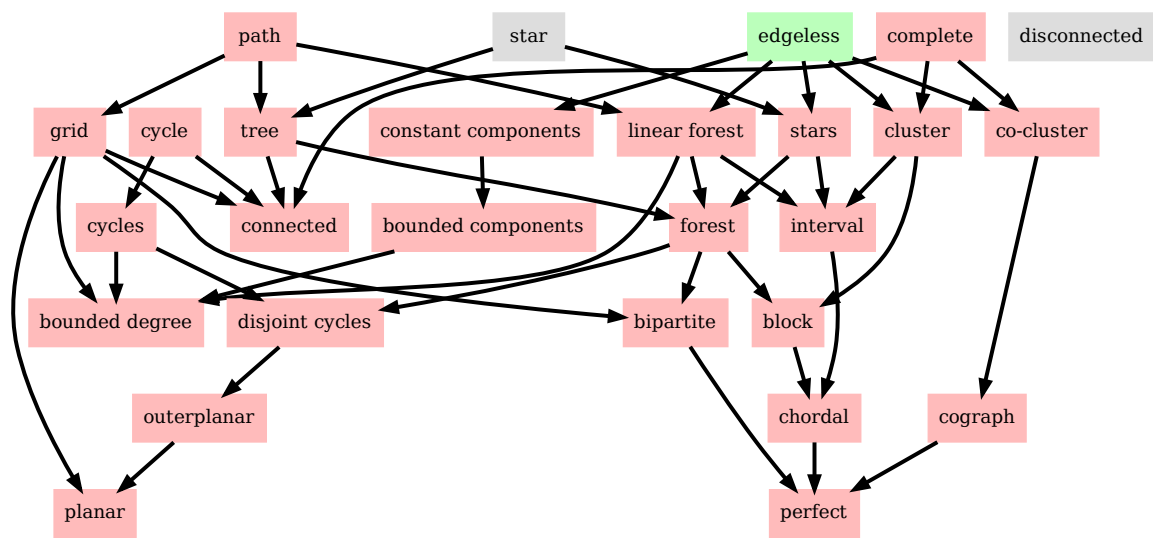 path
star
edgeless
complete
disconnected
grid
cycle
tree
constant components
linear forest
stars
cluster
co-cluster
cycles
connected
bounded components
forest
interval
bounded degree
disjoint cycles
bipartite
block
outerplanar
chordal
cograph
planar
perfect